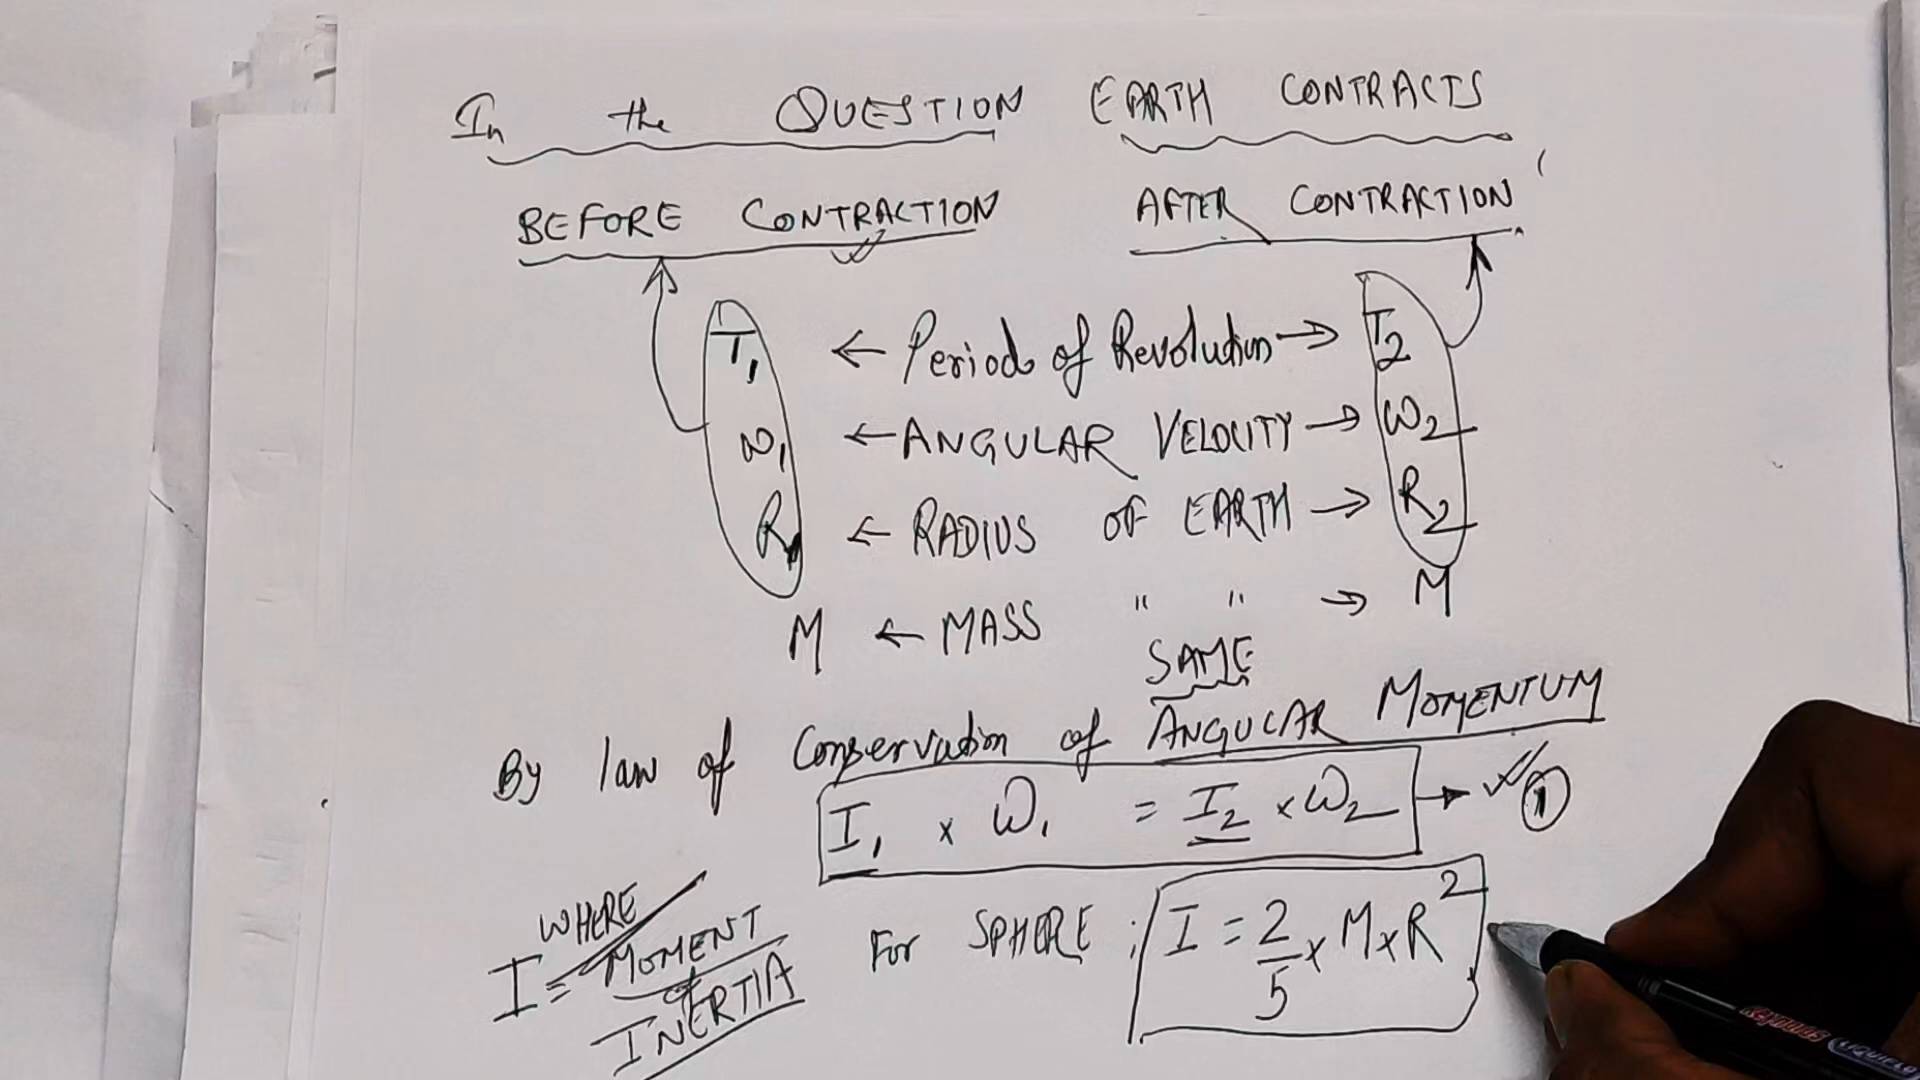 In the QUESTION EARTH CONTRACTS
BEFORE CONTRACTION AFTER CONTRACTION
T₁ ← Period of Revolution → T₂
ω₁ ← ANGULAR VELOCITY → ω₂
R₁ ← RADIUS OF EARTH → R₂
M ← MASS " " → M
SAME
By law of Conservation of ANGULAR MOMENTUM
I₁ × ω₁ = I₂ × ω₂ → ①
WHERE
I = MOMENT of INERTIA
For SPHERE ; I = 2/5 × M × R²
Reynolds LIQUIFLO